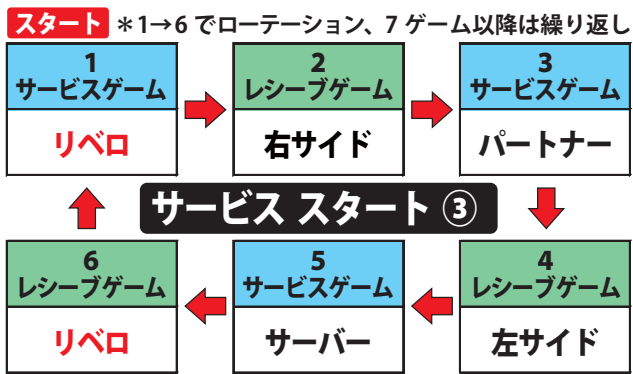 スタート ＊1→6 でローテーション、7 ゲーム以降は繰り返し
1
サービスゲーム
リベロ
2
レシーブゲーム
右サイド
3
サービスゲーム
パートナー
サービス スタート ③
6
レシーブゲーム
リベロ
5
サービスゲーム
サーバー
4
レシーブゲーム
左サイド